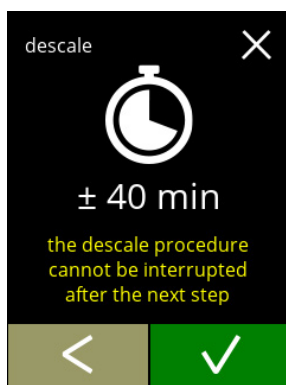 descale
± 40 min
the descale procedure
cannot be interrupted
after the next step